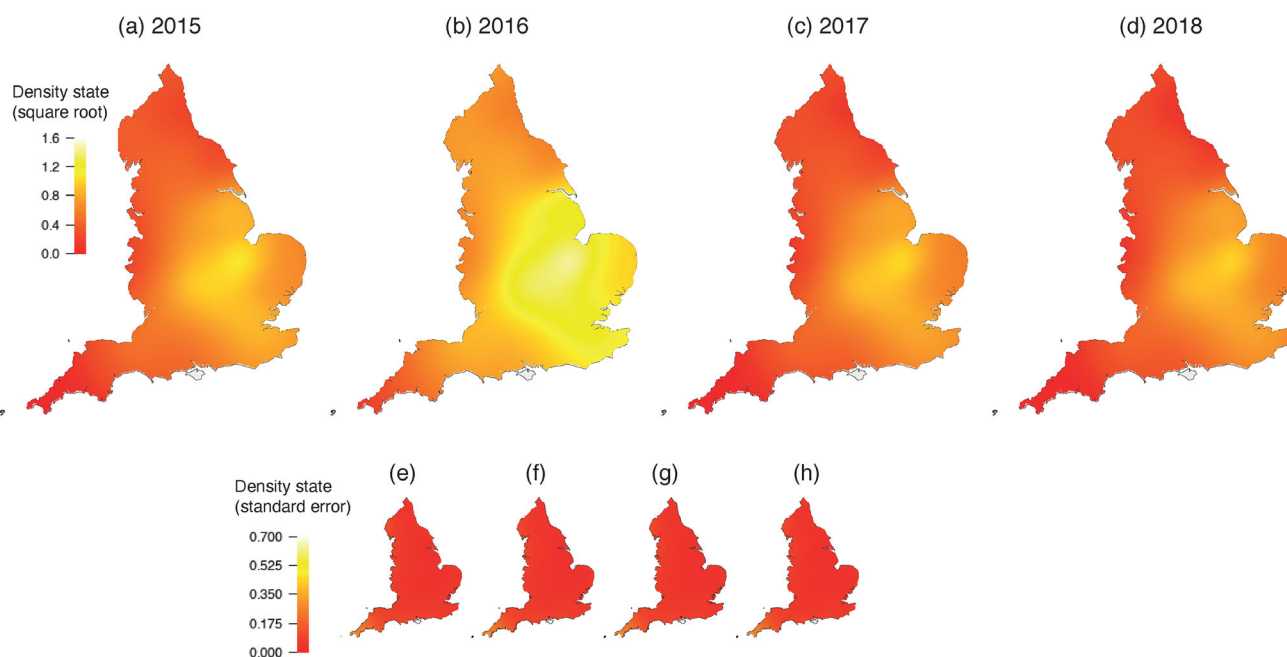 (a) 2015
(b) 2016
(c) 2017
(d) 2018
Density state
(square root)
1.6
1.2
0.8
0.4
0.0
(e)
(f)
(g)
(h)
Density state
(standard error)
0.700
0.525
0.350
0.175
0.000